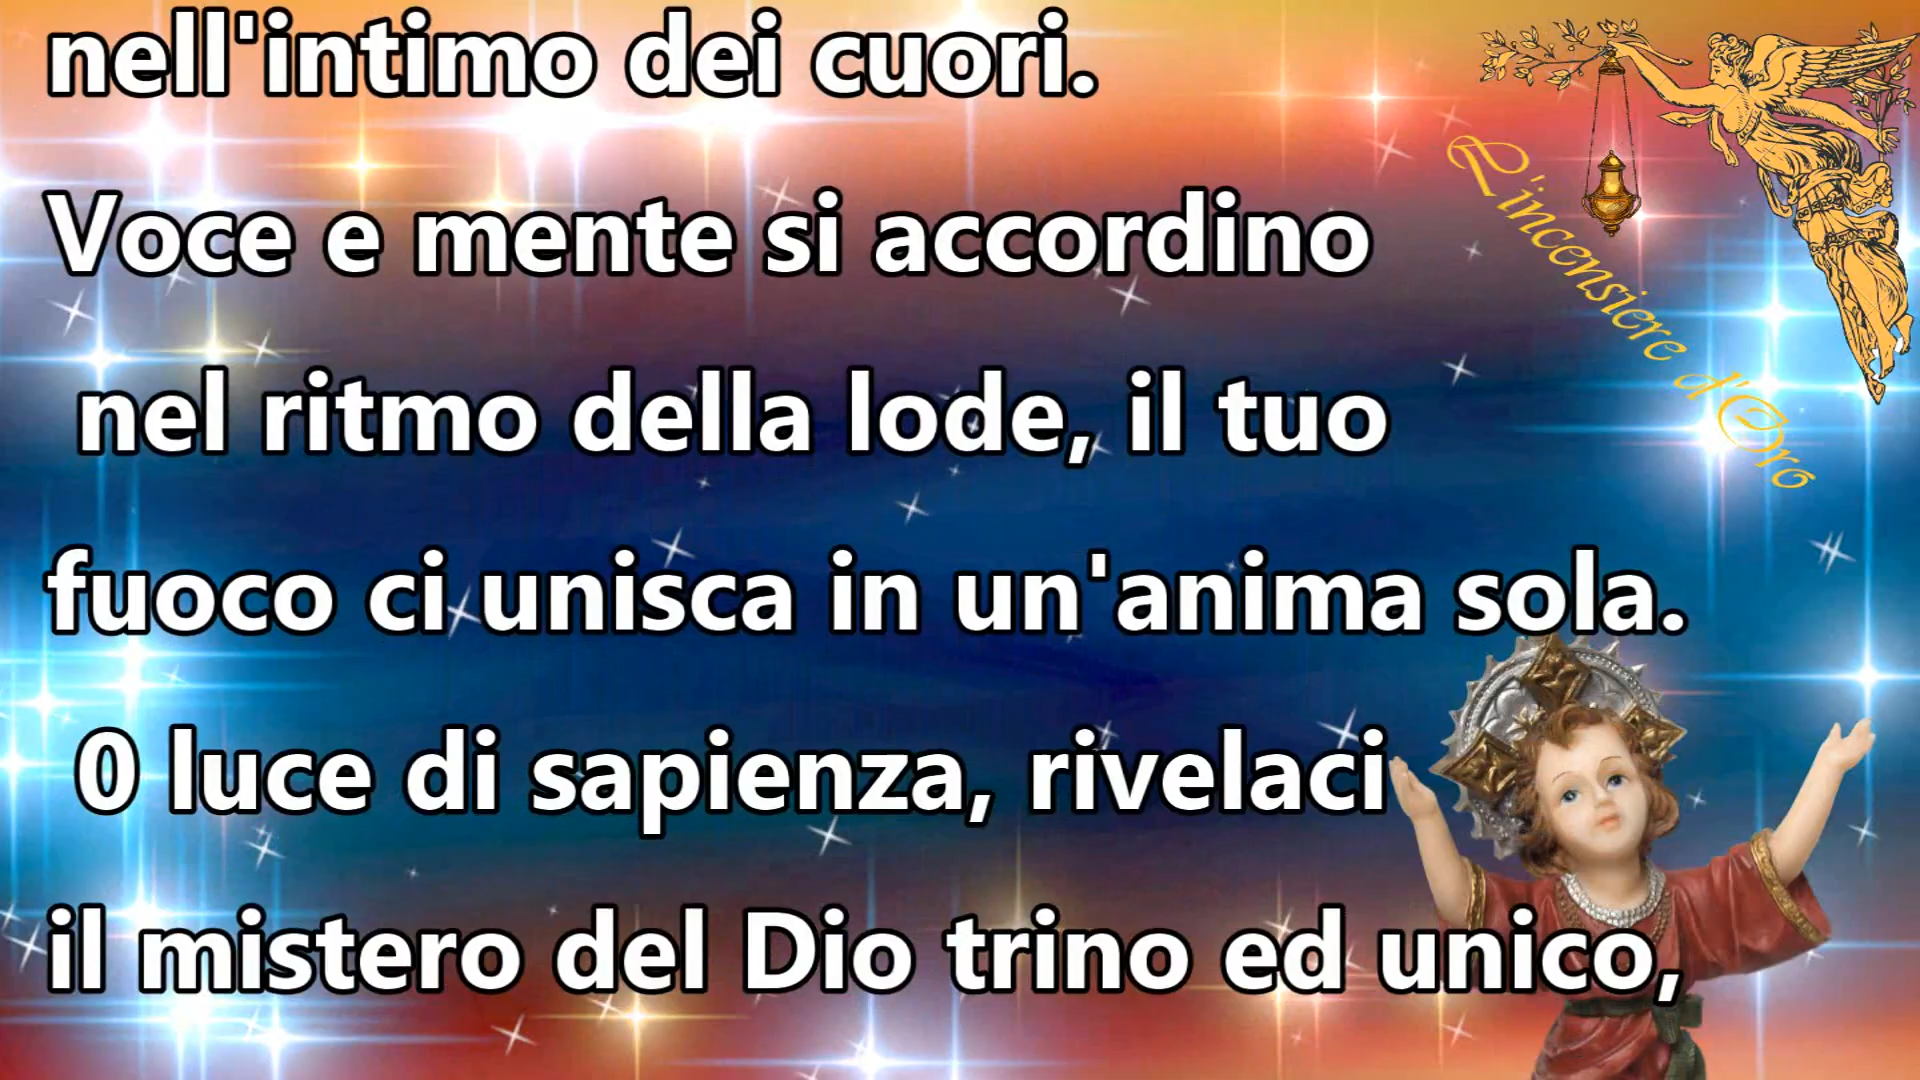 nell'intimo dei cuori.
Voce e mente si accordino
nel ritmo della lode, il tuo
fuoco ci unisca in un'anima sola.
0 luce di sapienza, rivelaci
il mistero del Dio trino ed unico,
L'incensiere d'Oro